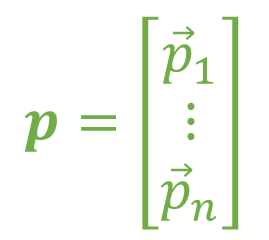 𝒑 = [ p⃗₁
⋮
p⃗ₙ ]